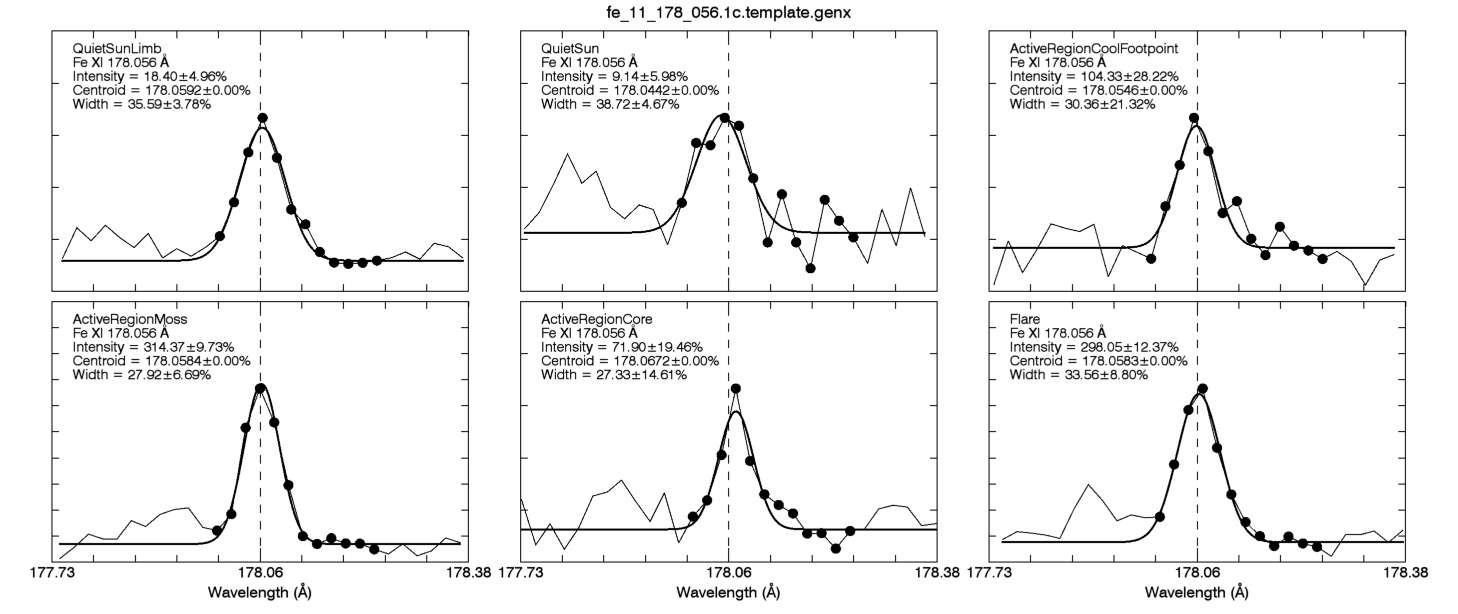 fe_11_178_056.1c.template.genx
QuietSunLimb
Fe XI 178.056 Å
Intensity = 18.40±4.96%
Centroid = 178.0592±0.00%
Width = 35.59±3.78%
QuietSun
Fe XI 178.056 Å
Intensity = 9.14±5.98%
Centroid = 178.0442±0.00%
Width = 38.72±4.67%
ActiveRegionCoolFootpoint
Fe XI 178.056 Å
Intensity = 104.33±28.22%
Centroid = 178.0546±0.00%
Width = 30.36±21.32%
ActiveRegionMoss
Fe XI 178.056 Å
Intensity = 314.37±9.73%
Centroid = 178.0584±0.00%
Width = 27.92±6.69%
ActiveRegionCore
Fe XI 178.056 Å
Intensity = 71.90±19.46%
Centroid = 178.0672±0.00%
Width = 27.33±14.61%
Flare
Fe XI 178.056 Å
Intensity = 298.05±12.37%
Centroid = 178.0583±0.00%
Width = 33.56±8.80%
177.73 178.06 178.38
Wavelength (Å)
177.73 178.06 178.38
Wavelength (Å)
177.73 178.06 178.38
Wavelength (Å)